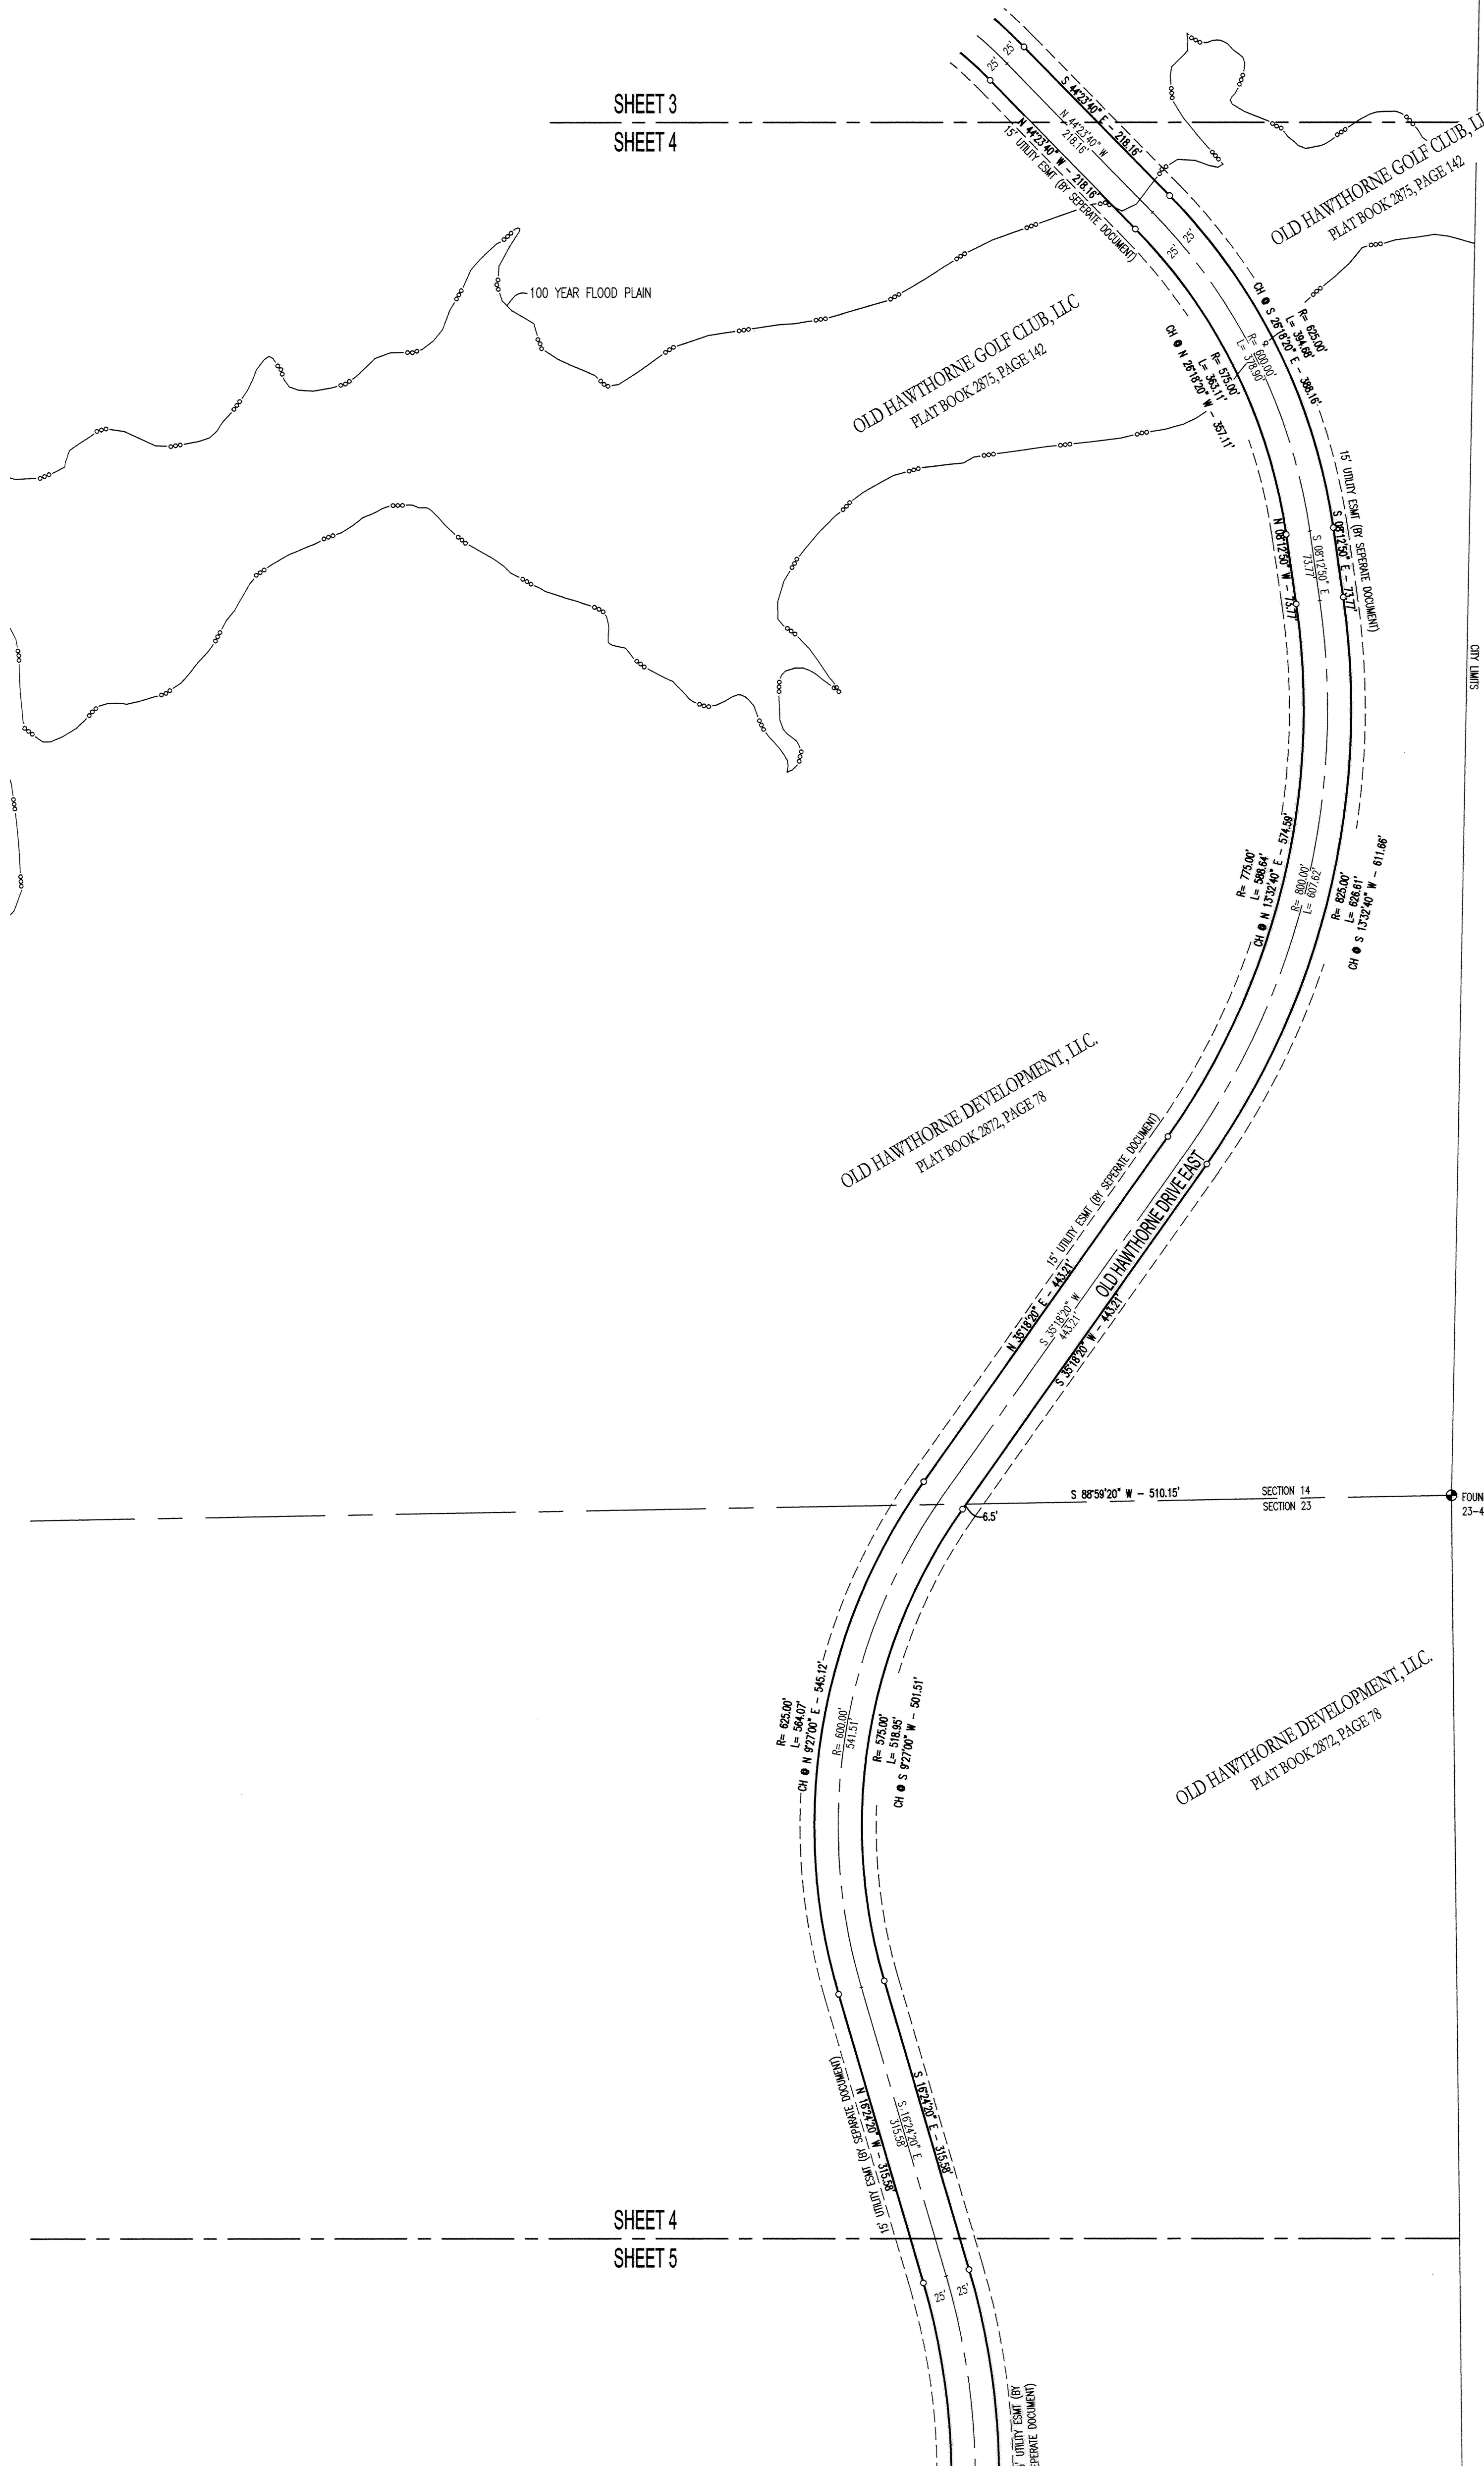 SHEET 3
SHEET 4
25'
25'
S 44°23'40" E - 218.16'
N 44°23'40" W
218.16'
N 44°23'40" W - 218.16'
15' UTILITY ESMT (BY SEPERATE DOCUMENT)
OLD HAWTHORNE GOLF CLUB,
PLAT BOOK 2875, PAGE 142
25'
25'
100 YEAR FLOOD PLAIN
OLD HAWTHORNE GOLF CLUB, LLC
PLAT BOOK 2875, PAGE 142
R= 625.00'
L= 394.68'
CH @ S 26°18'20" E - 388.16'
R= 600.00'
L= 378.90'
R= 575.00'
L= 363.11'
CH @ N 26°18'20" W - 357.11'
15' UTILITY ESMT (BY SEPERATE DOCUMENT)
S 08°12'50" E - 73.77'
S 08°12'50" E
73.77'
N 08°12'50" W - 73.77'
CITY LIMITS
R= 775.00'
L= 588.64'
CH @ N 13°32'40" E - 574.59'
R= 800.00'
L= 607.62'
R= 825.00'
L= 626.61'
CH @ S 13°32'40" W - 611.66'
OLD HAWTHORNE DEVELOPMENT, LLC.
PLAT BOOK 2872, PAGE 78
15' UTILITY ESMT (BY SEPERATE DOCUMENT)
OLD HAWTHORNE DRIVE EAST
N 35°18'20" E - 443.21'
S 35°18'20" W
443.21'
S 35°18'20" W - 443.21'
S 88°59'20" W - 510.15'
SECTION 14
SECTION 23
6.5'
FOUN
23-4
R= 625.00'
L= 564.07'
CH @ N 9°27'00" E - 545.12'
R= 600.00'
541.51'
R= 575.00'
L= 518.95'
CH @ S 9°27'00" W - 501.51'
OLD HAWTHORNE DEVELOPMENT, LLC.
PLAT BOOK 2872, PAGE 78
15' UTILITY ESMT (BY SEPARATE DOCUMENT)
N 16°24'20" W - 315.58'
S 16°24'20" E
315.58'
S 16°24'20" E - 315.58'
SHEET 4
SHEET 5
25'
25'
UTILITY ESMT (BY
EPERATE DOCUMENT)